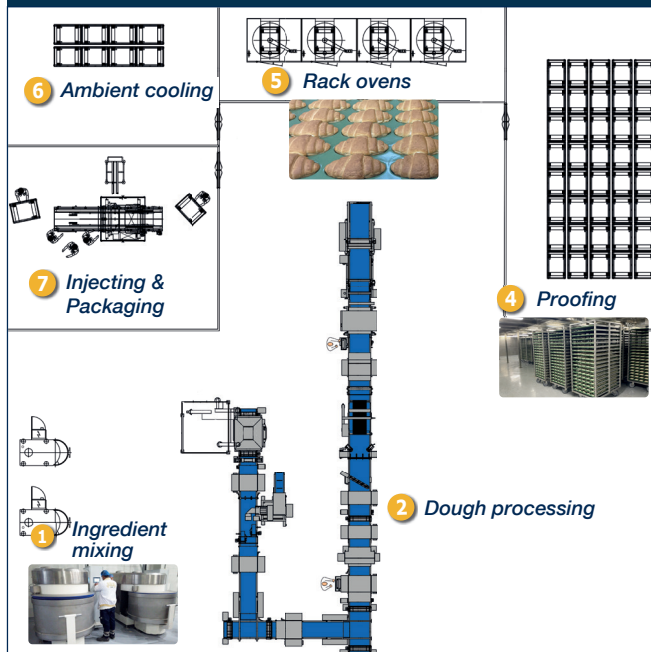 6 Ambient cooling
5 Rack ovens
7 Injecting &
Packaging
4 Proofing
2 Dough processing
1 Ingredient
mixing